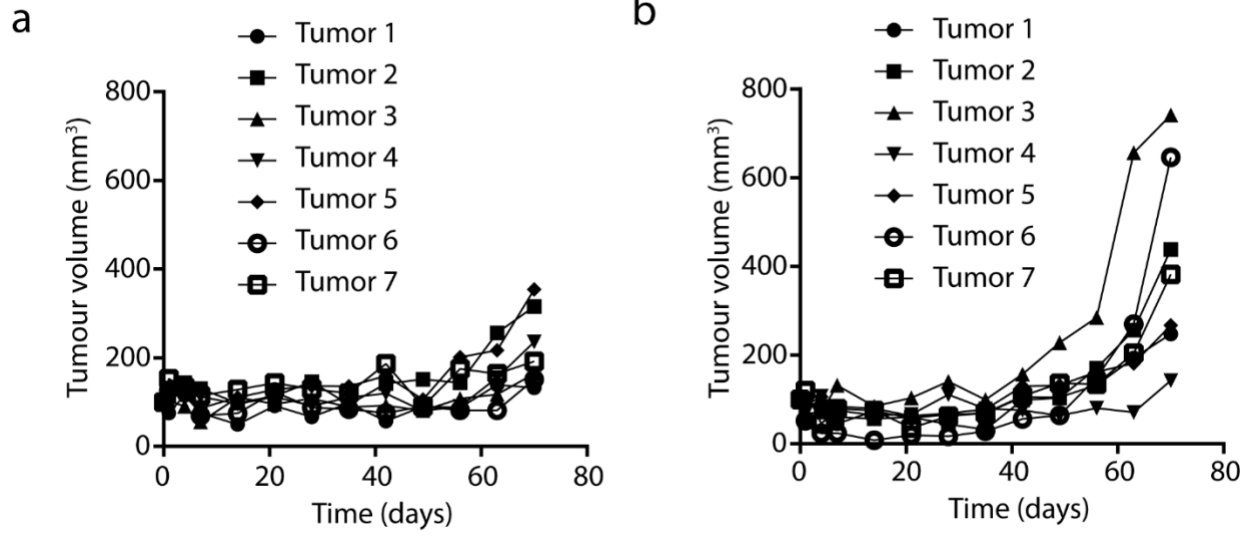 a
Tumor 1
Tumor 2
Tumor 3
Tumor 4
Tumor 5
Tumor 6
Tumor 7
800
600
400
200
0
Tumour volume (mm³)
0 20 40 60 80
Time (days)
b
Tumor 1
Tumor 2
Tumor 3
Tumor 4
Tumor 5
Tumor 6
Tumor 7
800
600
400
200
0
Tumour volume (mm³)
0 20 40 60 80
Time (days)